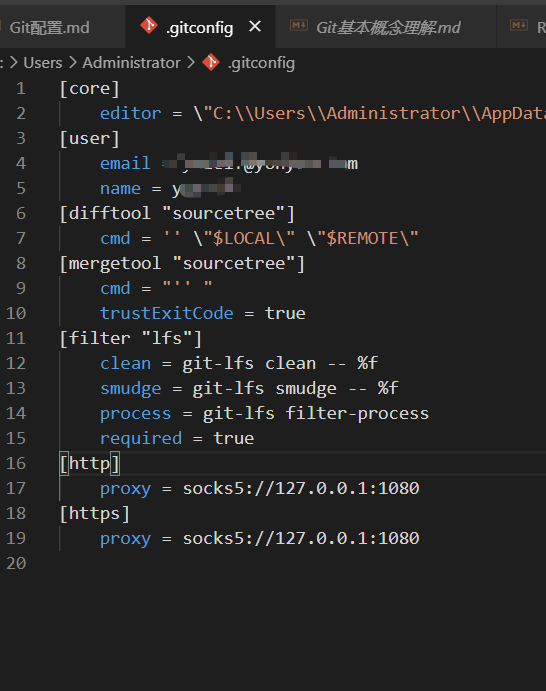 Git配置.md .gitconfig Git基本概念理解.md R
: > Users > Administrator > .gitconfig
1 [core]
2 editor = \"C:\\Users\\Administrator\\AppData
3 [user]
4 email =
5 name = y
6 [difftool "sourcetree"]
7 cmd = '' \"$LOCAL\" \"$REMOTE\"
8 [mergetool "sourcetree"]
9 cmd = "'' "
10 trustExitCode = true
11 [filter "lfs"]
12 clean = git-lfs clean -- %f
13 smudge = git-lfs smudge -- %f
14 process = git-lfs filter-process
15 required = true
16 [http]
17 proxy = socks5://127.0.0.1:1080
18 [https]
19 proxy = socks5://127.0.0.1:1080
20